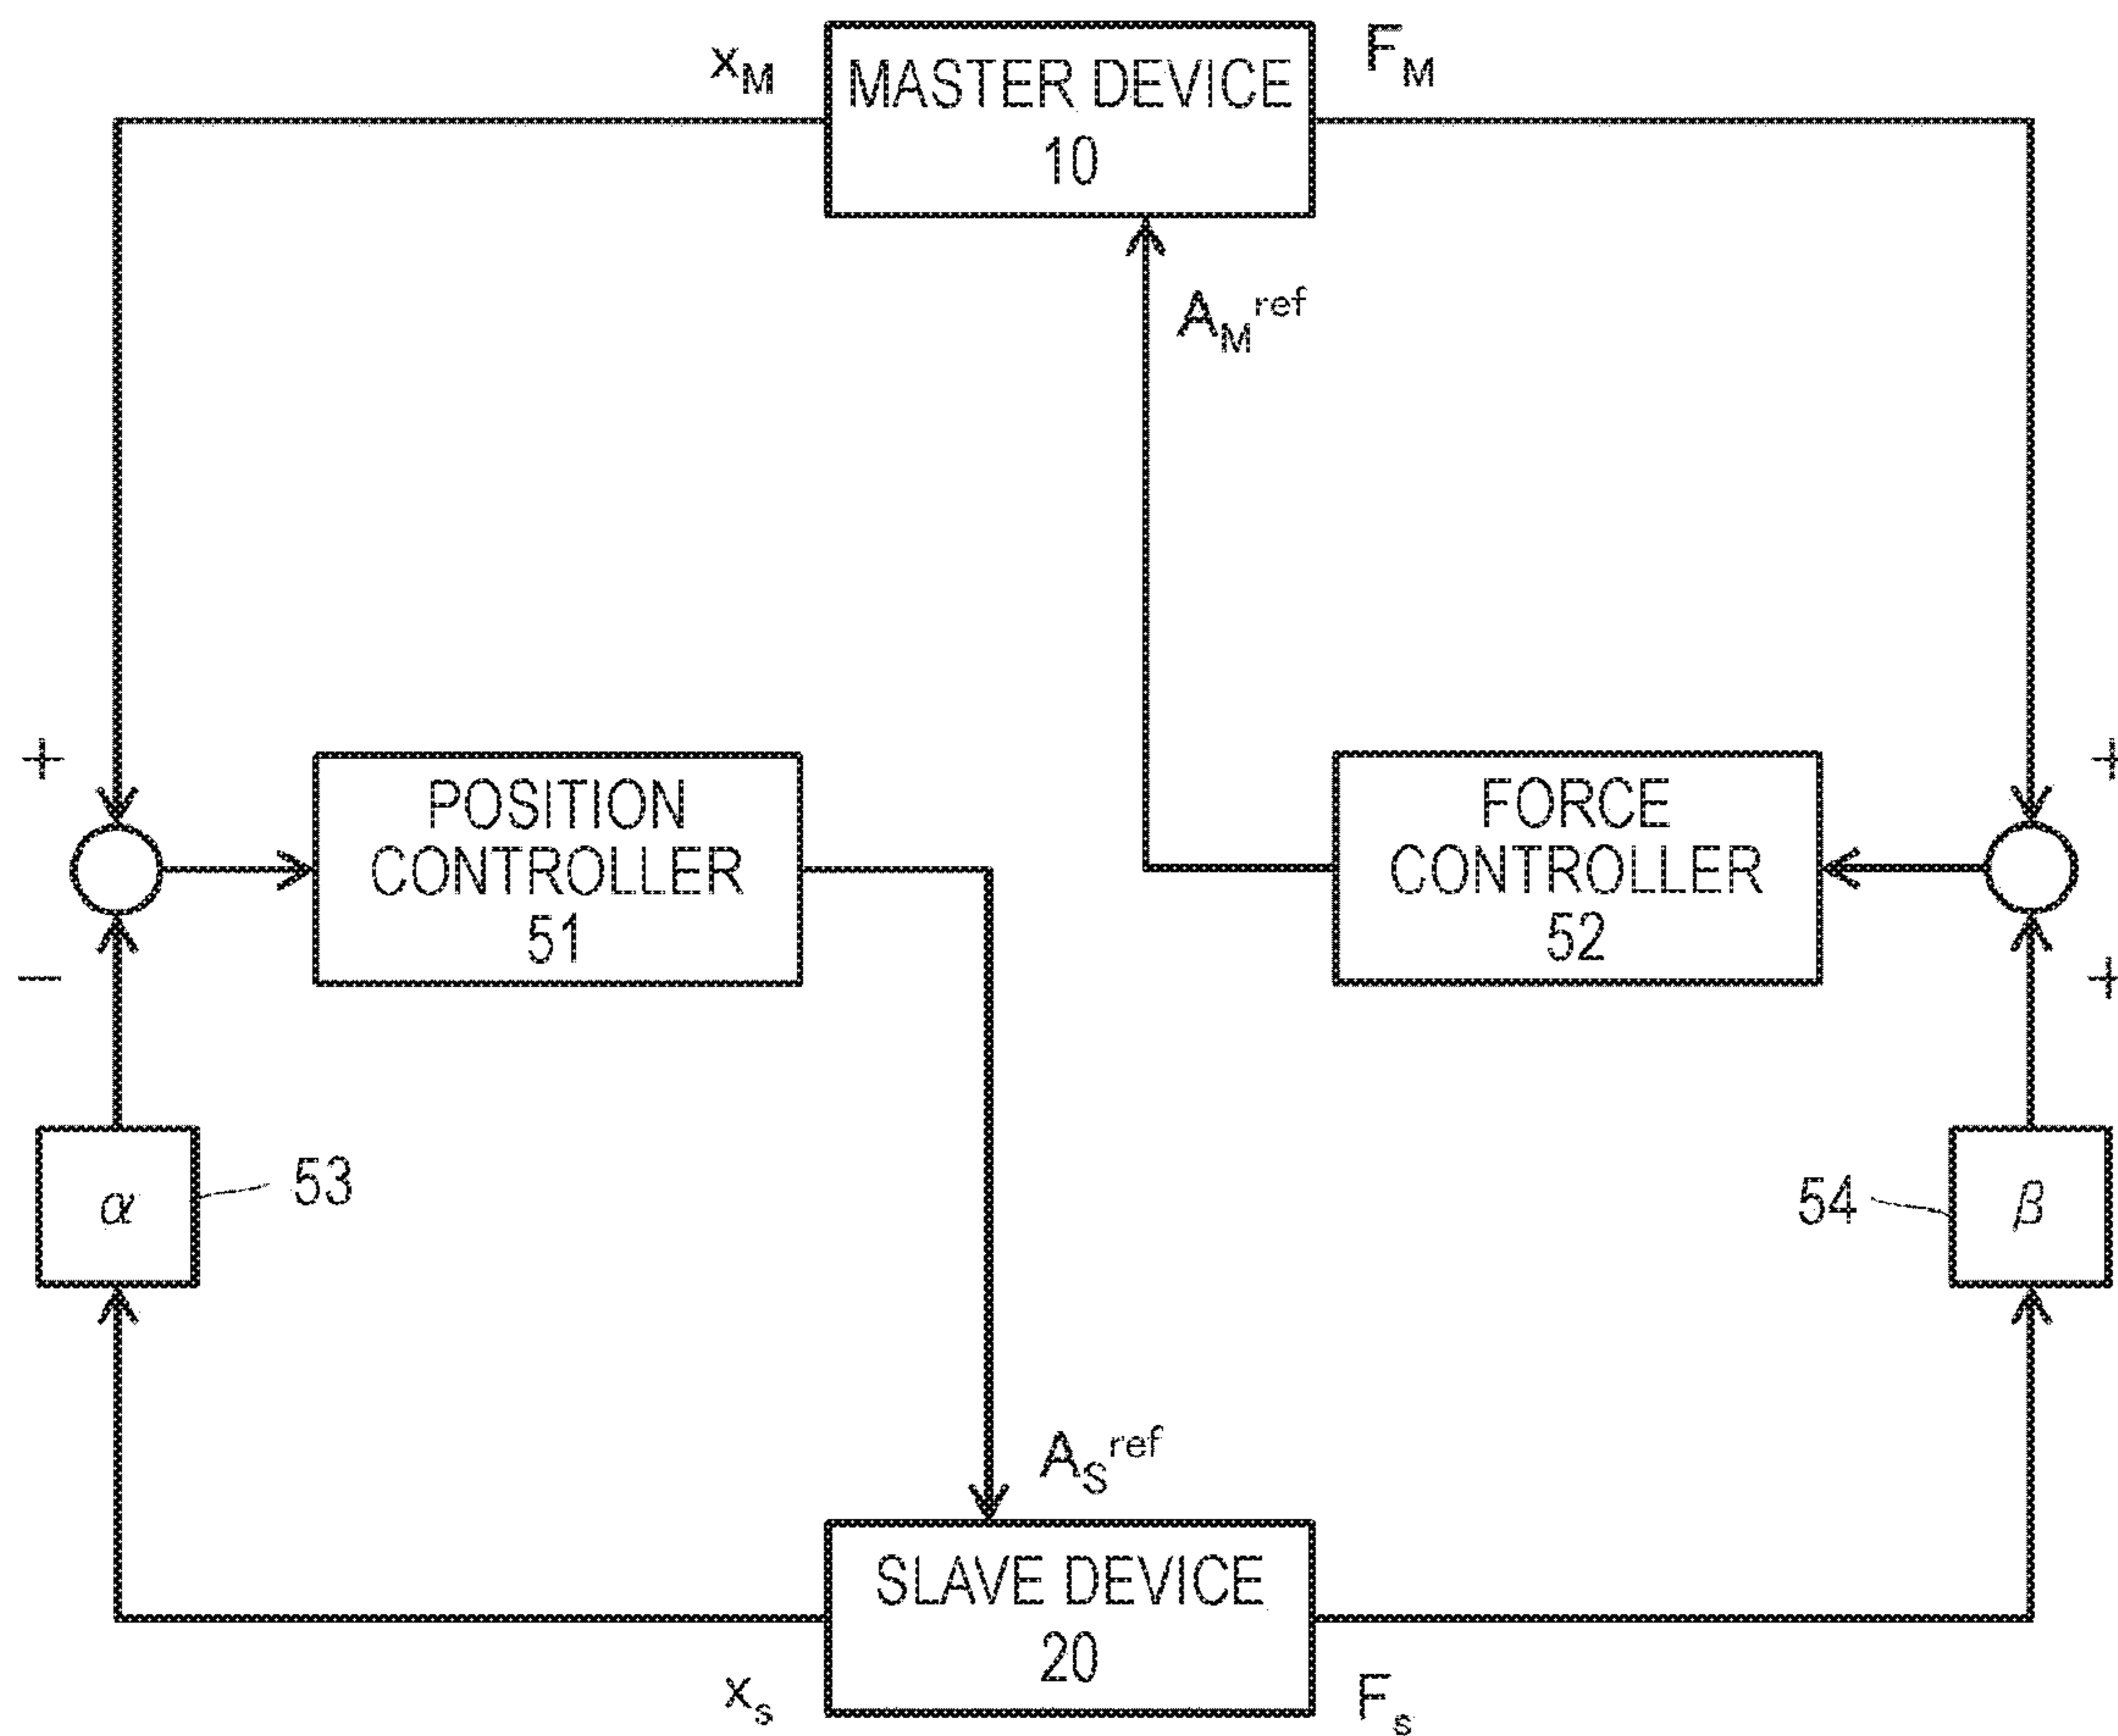 x_M
MASTER DEVICE
10
F_M
A_M^ref
+
POSITION
CONTROLLER
51
FORCE
CONTROLLER
52
+
−
+
α
53
54
β
A_S^ref
SLAVE DEVICE
20
x_s
F_s